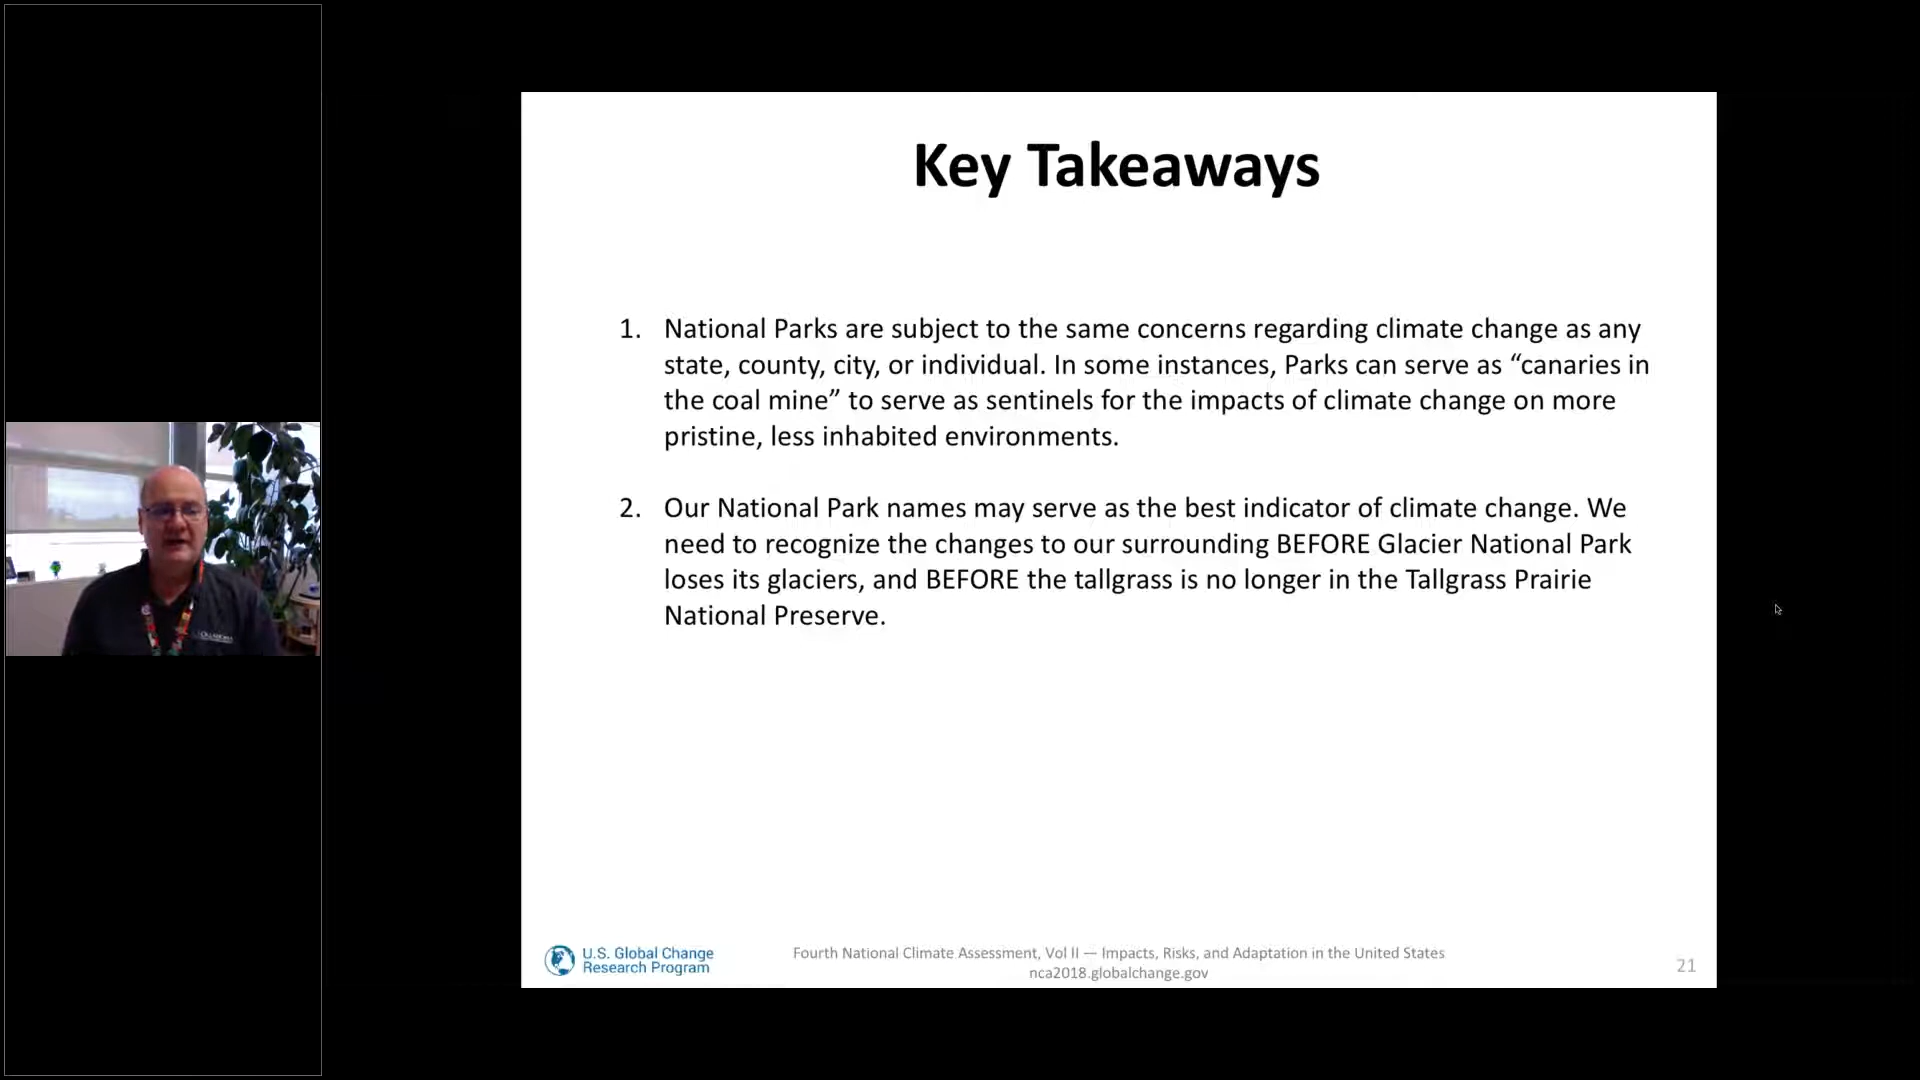 Key Takeaways
1. National Parks are subject to the same concerns regarding climate change as any
state, county, city, or individual. In some instances, Parks can serve as “canaries in
the coal mine” to serve as sentinels for the impacts of climate change on more
pristine, less inhabited environments.
2. Our National Park names may serve as the best indicator of climate change. We
need to recognize the changes to our surrounding BEFORE Glacier National Park
loses its glaciers, and BEFORE the tallgrass is no longer in the Tallgrass Prairie
National Preserve.
U.S. Global Change
Research Program
Fourth National Climate Assessment, Vol II — Impacts, Risks, and Adaptation in the United States
nca2018.globalchange.gov
21